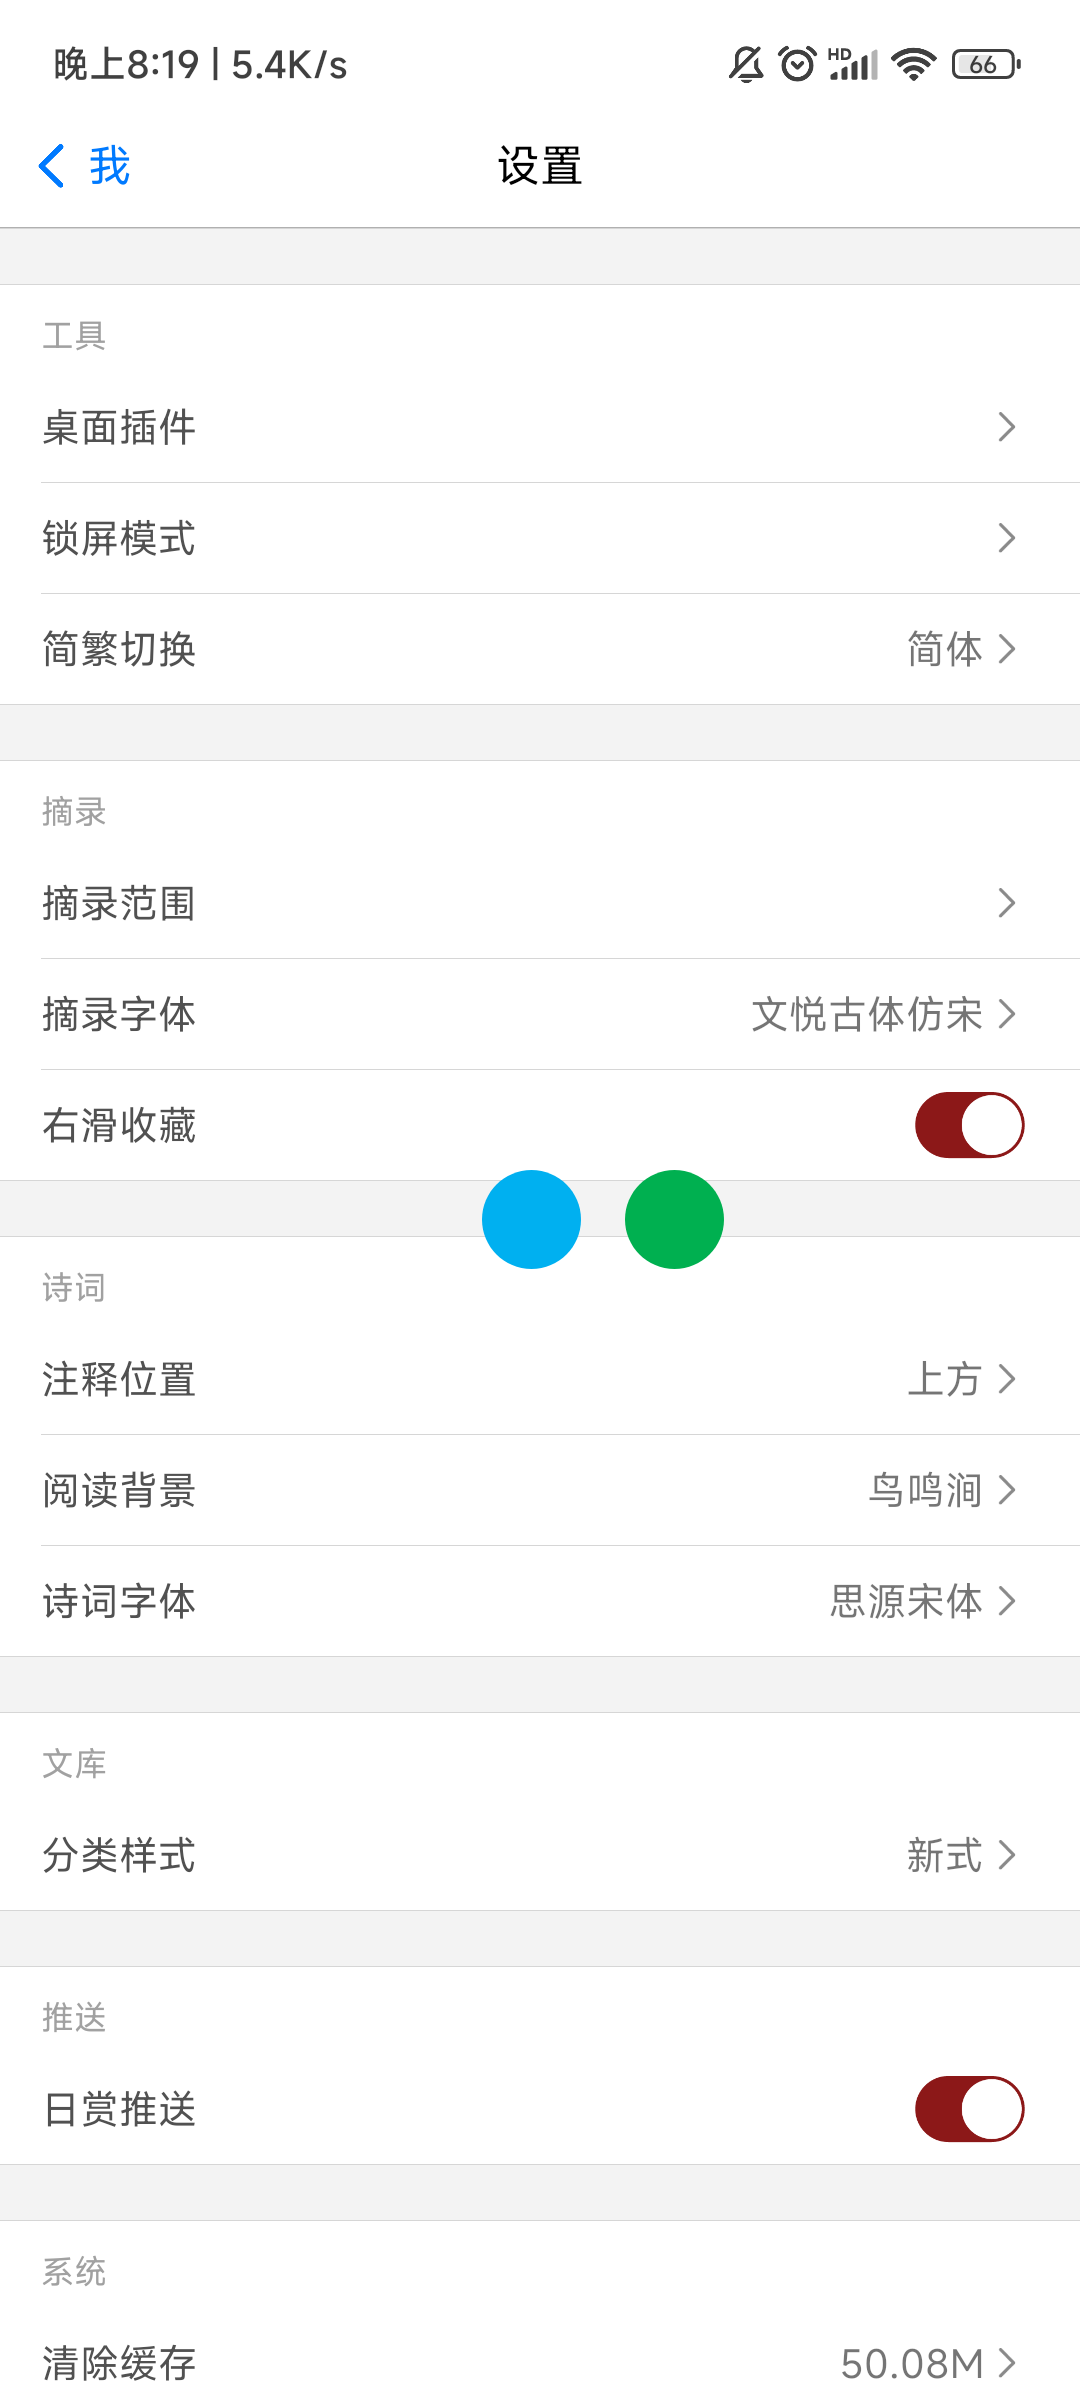 晚上8:19 | 5.4K/s HD 66
我 设置
工具
桌面插件
锁屏模式
简繁切换 简体
摘录
摘录范围
摘录字体 文悦古体仿宋
右滑收藏
诗词
注释位置 上方
阅读背景 鸟鸣涧
诗词字体 思源宋体
文库
分类样式 新式
推送
日赏推送
系统
清除缓存 50.08M